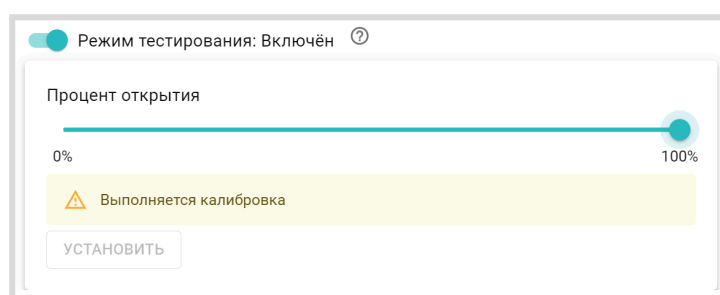 Режим тестирования: Включён ?
Процент открытия
0% 100%
Выполняется калибровка
УСТАНОВИТЬ